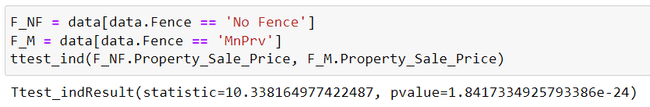 F_NF = data[data.Fence == 'No Fence']
F_M = data[data.Fence == 'MnPrv']
ttest_ind(F_NF.Property_Sale_Price, F_M.Property_Sale_Price)
Ttest_indResult(statistic=10.338164977422487, pvalue=1.8417334925793386e-24)